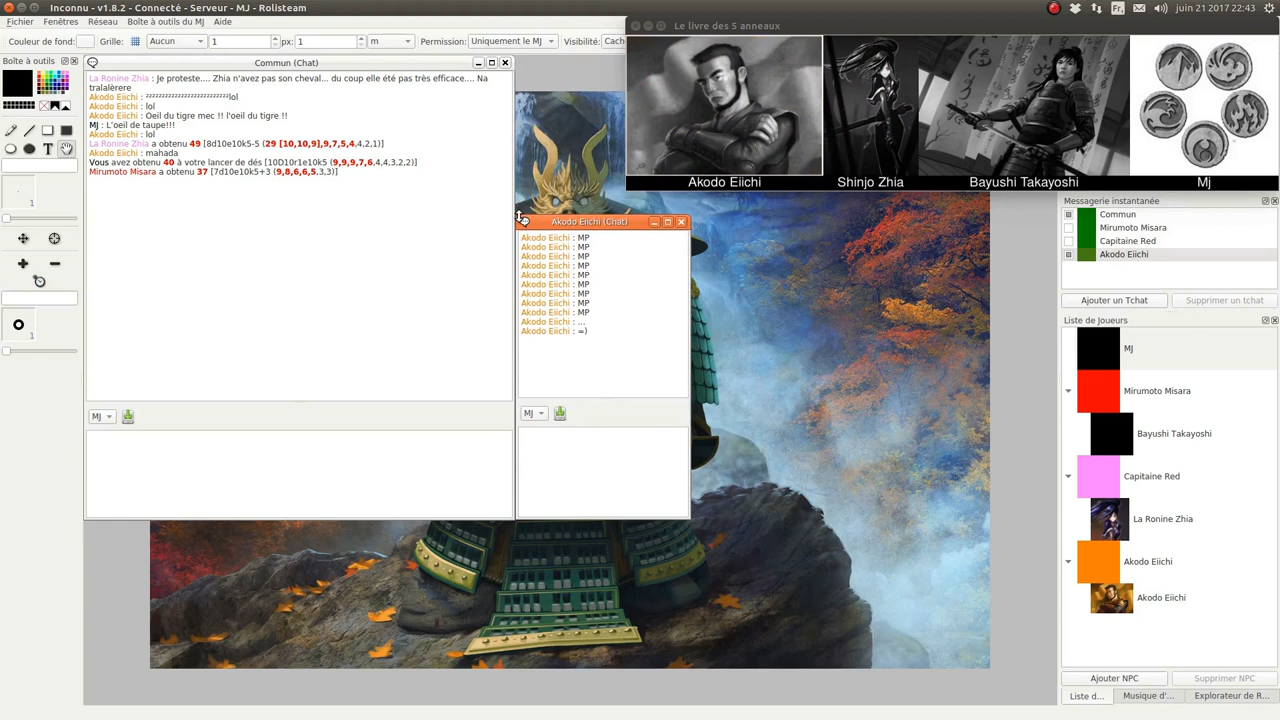 Inconnu - v1.8.2 - Connecté - Serveur - MJ - Rolisteam
Fr
juin 21 2017 22:43
Fichier Fenêtres Réseau Boîte à outils du MJ Aide
Couleur de fond: Grille: Aucun 1 px: 1 m Permission: Uniquement le MJ Visibilité: Cach
Le livre des 5 anneaux
Akodo Eiichi Shinjo Zhia Bayushi Takayoshi Mj
Boîte à outils
1
1
Commun (Chat)
La Ronine Zhia : Je proteste.... Zhia n'avez pas son cheval... du coup elle été pas très efficace.... Na
tralalèrere
Akodo Eiichi : ²²²²²²²²²²²²²²²²²²²²²²²²lol
Akodo Eiichi : lol
Akodo Eiichi : Oeil du tigre mec !! l'oeil du tigre !!
MJ : L'oeil de taupe!!!
Akodo Eiichi : lol
La Ronine Zhia a obtenu 49 [8d10e10k5-5 (29 [10,10,9],9,7,5,4,4,2,1)]
Akodo Eiichi : mahada
Vous avez obtenu 40 à votre lancer de dés [10D10r1e10k5 (9,9,9,7,6,4,4,3,2,2)]
Mirumoto Misara a obtenu 37 [7d10e10k5+3 (9,8,6,6,5,3,3)]
MJ
Akodo Eiichi (Chat)
Akodo Eiichi : MP
Akodo Eiichi : MP
Akodo Eiichi : MP
Akodo Eiichi : MP
Akodo Eiichi : MP
Akodo Eiichi : MP
Akodo Eiichi : MP
Akodo Eiichi : MP
Akodo Eiichi : MP
Akodo Eiichi : ...
Akodo Eiichi : =)
MJ
Messagerie instantanée
Commun
Mirumoto Misara
Capitaine Red
Akodo Eiichi
Ajouter un Tchat Supprimer un tchat
Liste de Joueurs
MJ
Mirumoto Misara
Bayushi Takayoshi
Capitaine Red
La Ronine Zhia
Akodo Eiichi
Akodo Eiichi
Ajouter NPC Supprimer NPC
Liste d... Musique d'... Explorateur de R...